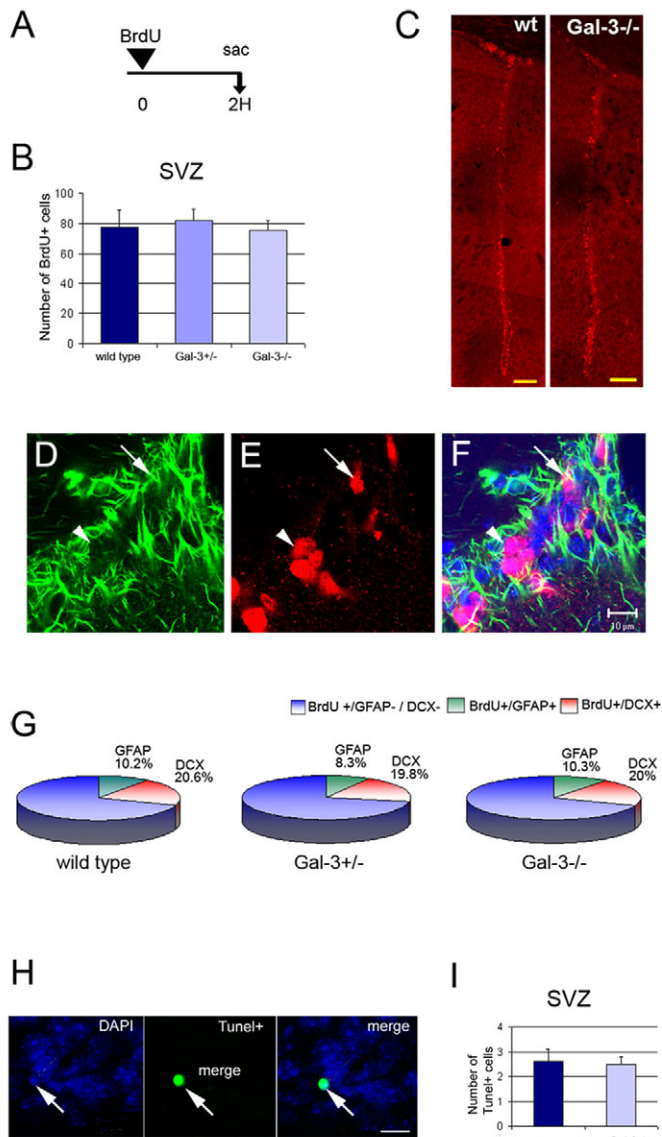 A
BrdU
sac
0
2H
B
SVZ
Number of BrdU+ cells
100
80
60
40
20
0
wild type
Gal-3+/-
Gal-3-/-
C
wt
Gal-3-/-
D
E
F
10 µm
G
BrdU +/GFAP- / DCX-
BrdU+/GFAP+
BrdU+/DCX+
GFAP
10.2%
DCX
20.6%
wild type
GFAP
8.3%
DCX
19.8%
Gal-3+/-
GFAP
10.3%
DCX
20%
Gal-3-/-
H
DAPI
Tunel+
merge
merge
I
SVZ
Number of
Tunel+ cells
4
3
2
1
0